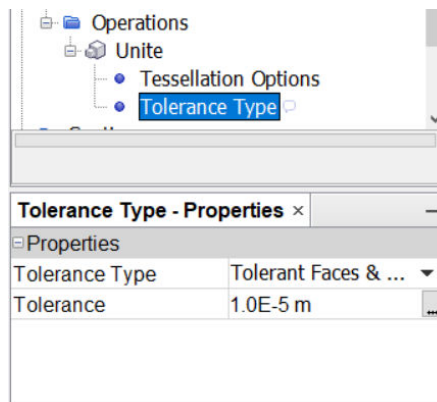 Operations
Unite
Tessellation Options
Tolerance Type
Tolerance Type - Properties ×
Properties
Tolerance Type Tolerant Faces & ...
Tolerance 1.0E-5 m ...